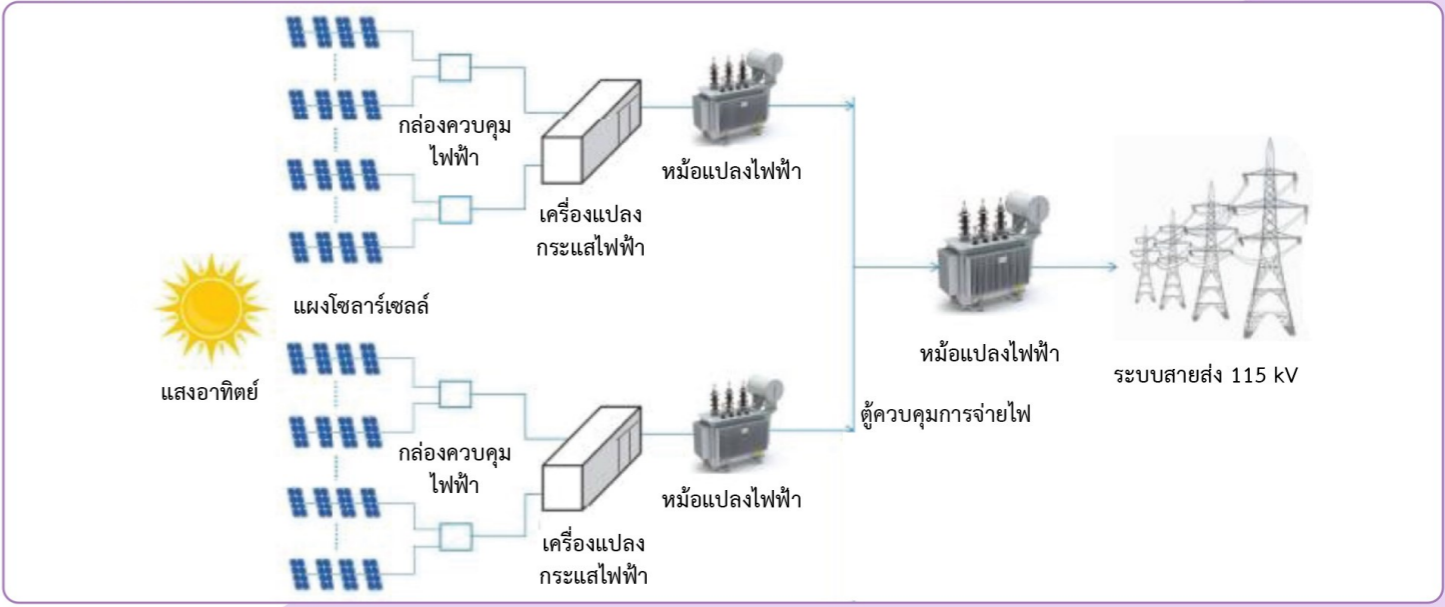 กล่องควบคุม
ไฟฟ้า
หม้อแปลงไฟฟ้า
เครื่องแปลง
กระแสไฟฟ้า
แผงโซลาร์เซลล์
แสงอาทิตย์
หม้อแปลงไฟฟ้า
ระบบสายส่ง 115 kV
ตู้ควบคุมการจ่ายไฟ
กล่องควบคุม
ไฟฟ้า
หม้อแปลงไฟฟ้า
เครื่องแปลง
กระแสไฟฟ้า